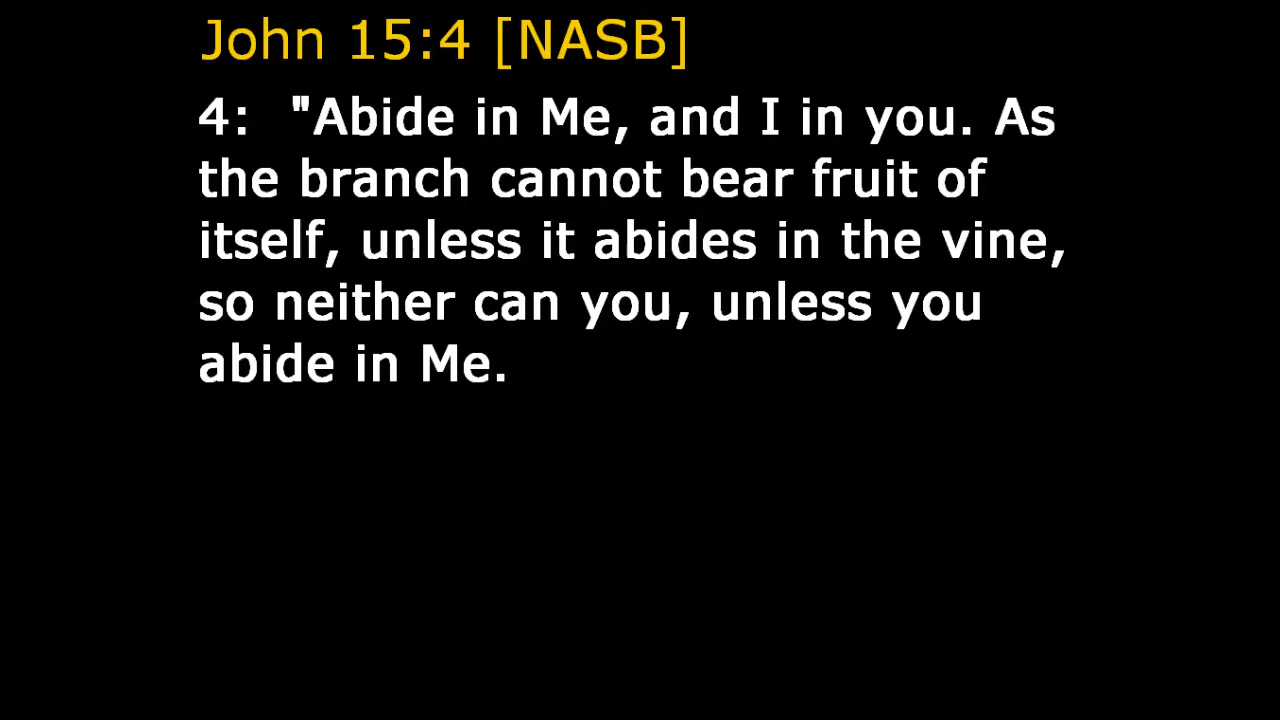 John 15:4 [NASB]
4: "Abide in Me, and I in you. As
the branch cannot bear fruit of
itself, unless it abides in the vine,
so neither can you, unless you
abide in Me.